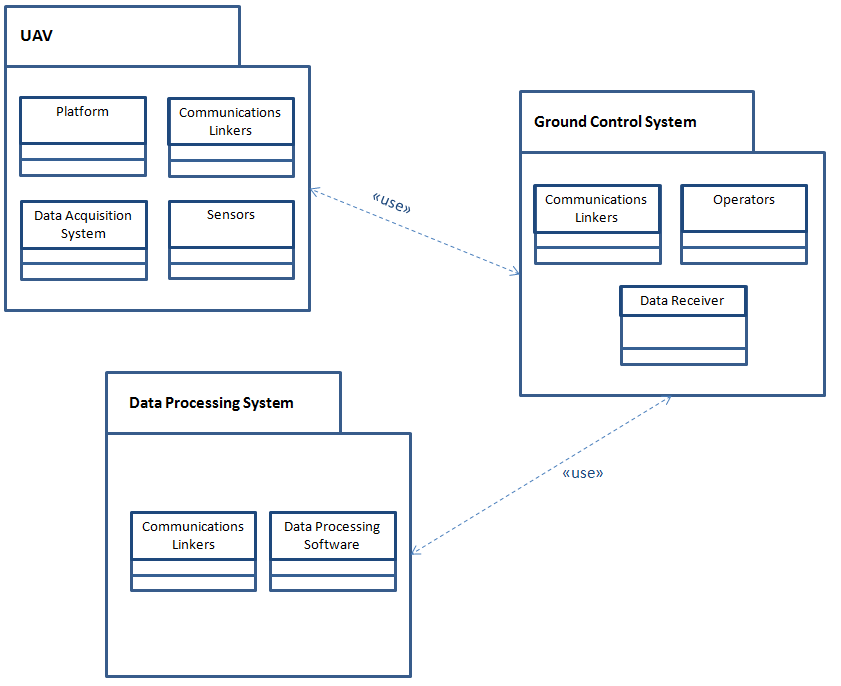 UAV
Platform
Communications
Linkers
Data Acquisition
System
Sensors
«use»
Ground Control System
Communications
Linkers
Operators
Data Receiver
«use»
Data Processing System
Communications
Linkers
Data Processing
Software